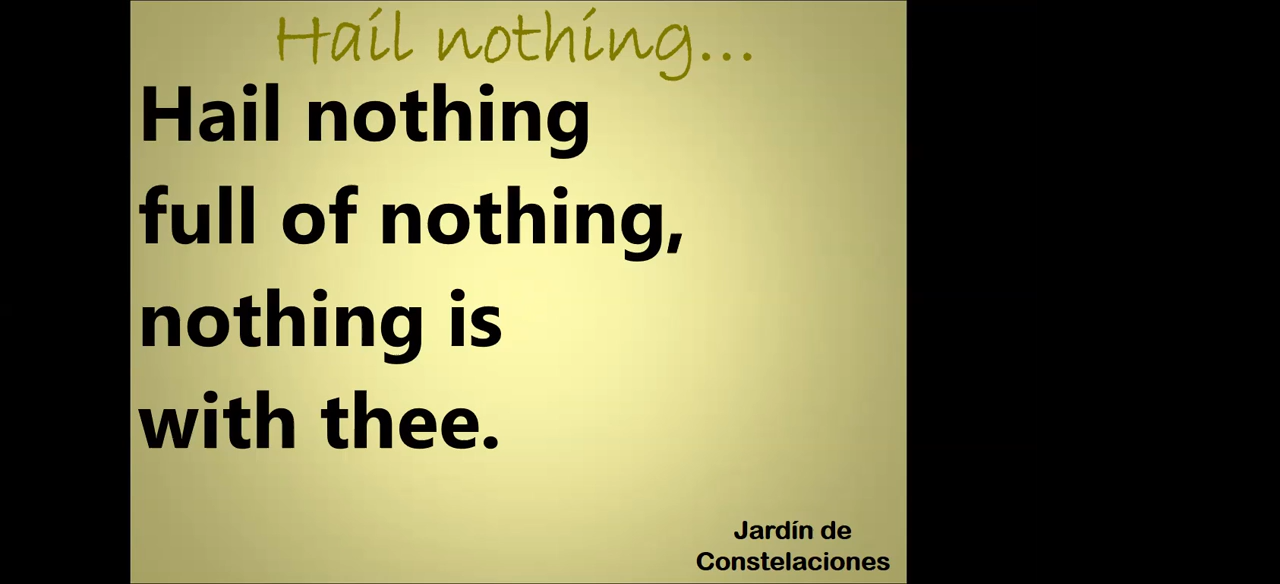 Hail nothing...
Hail nothing
full of nothing,
nothing is
with thee.
Jardín de
Constelaciones